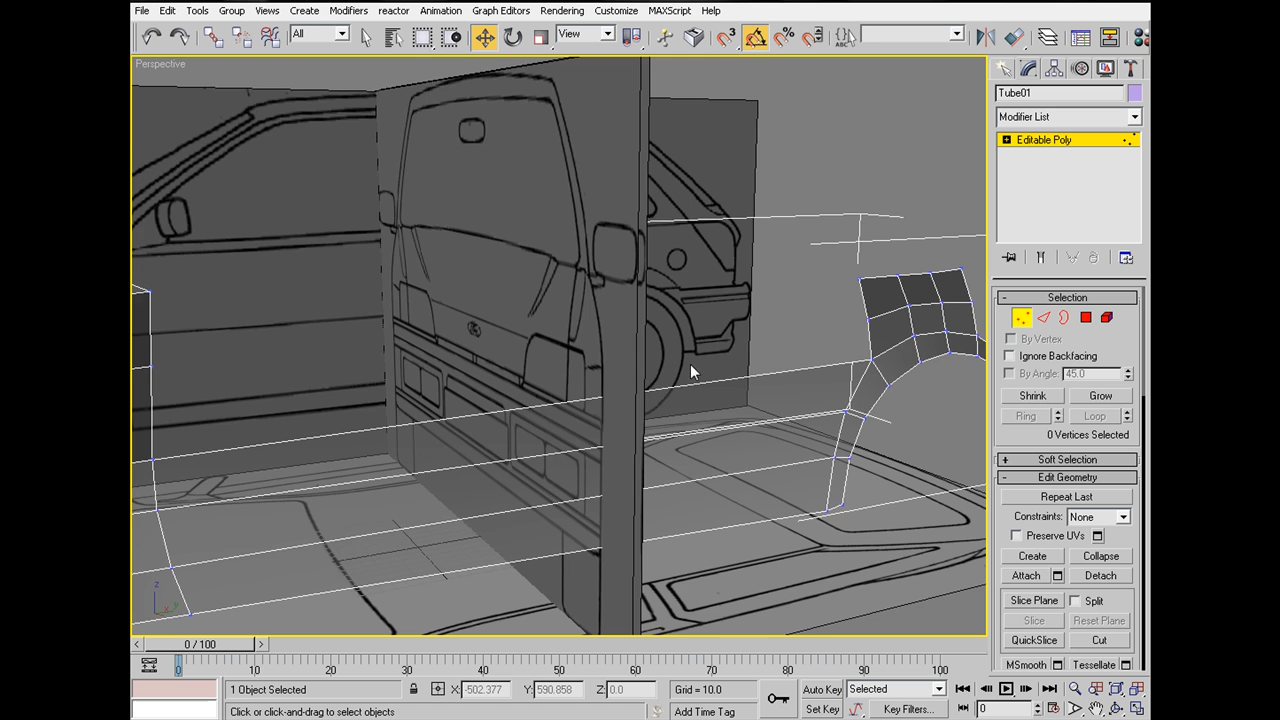 File Edit Tools Group Views Create Modifiers reactor Animation Graph Editors Rendering Customize MAXScript Help
All View
Perspective
Tube01
Modifier List
Editable Poly
Selection
By Vertex
Ignore Backfacing
By Angle: 45.0
Shrink Grow
Ring Loop
0 Vertices Selected
Soft Selection
Edit Geometry
Repeat Last
Constraints: None
Preserve UVs
Create Collapse
Attach Detach
Slice Plane Split
Slice Reset Plane
QuickSlice Cut
MSmooth Tessellate
0 / 100
0 10 20 30 40 50 60 70 80 90 100
1 Object Selected X: -502.377 Y: 590.858 Z: 0.0 Grid = 10.0 Auto Key Selected
Click or click-and-drag to select objects Add Time Tag Set Key Key Filters... 0